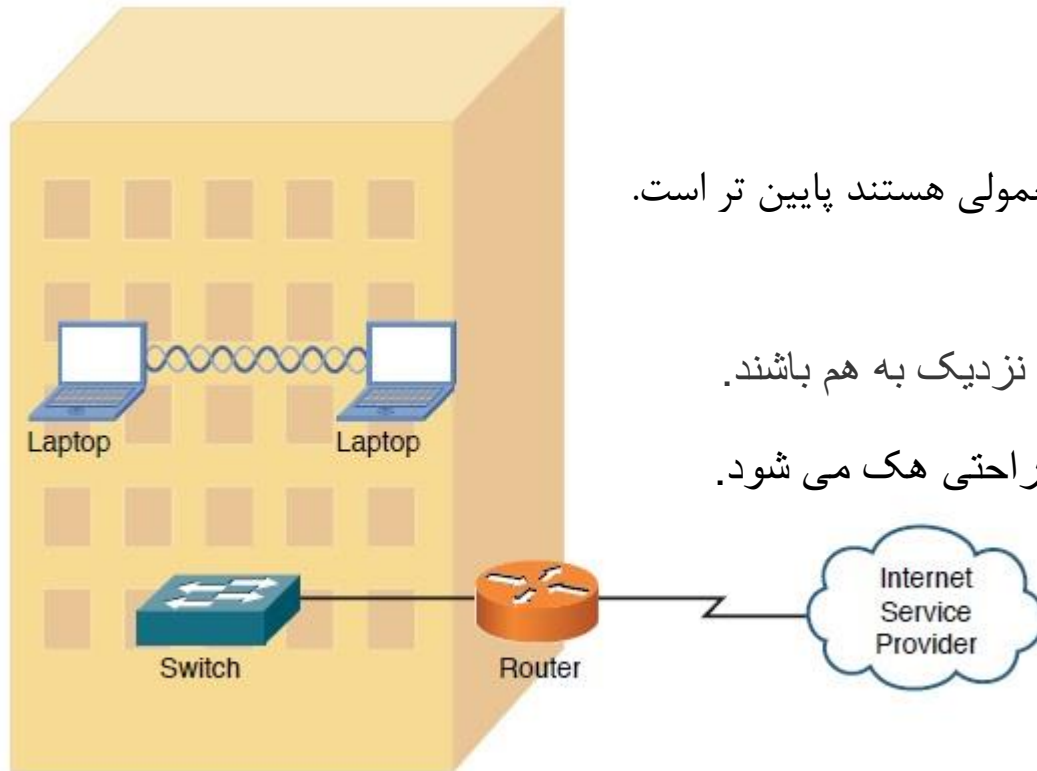 معمولی هستند پایین تر است.
نزدیک به هم باشند.
راحتی هک می شود.
Laptop
Laptop
Internet
Service
Provider
Switch
Router